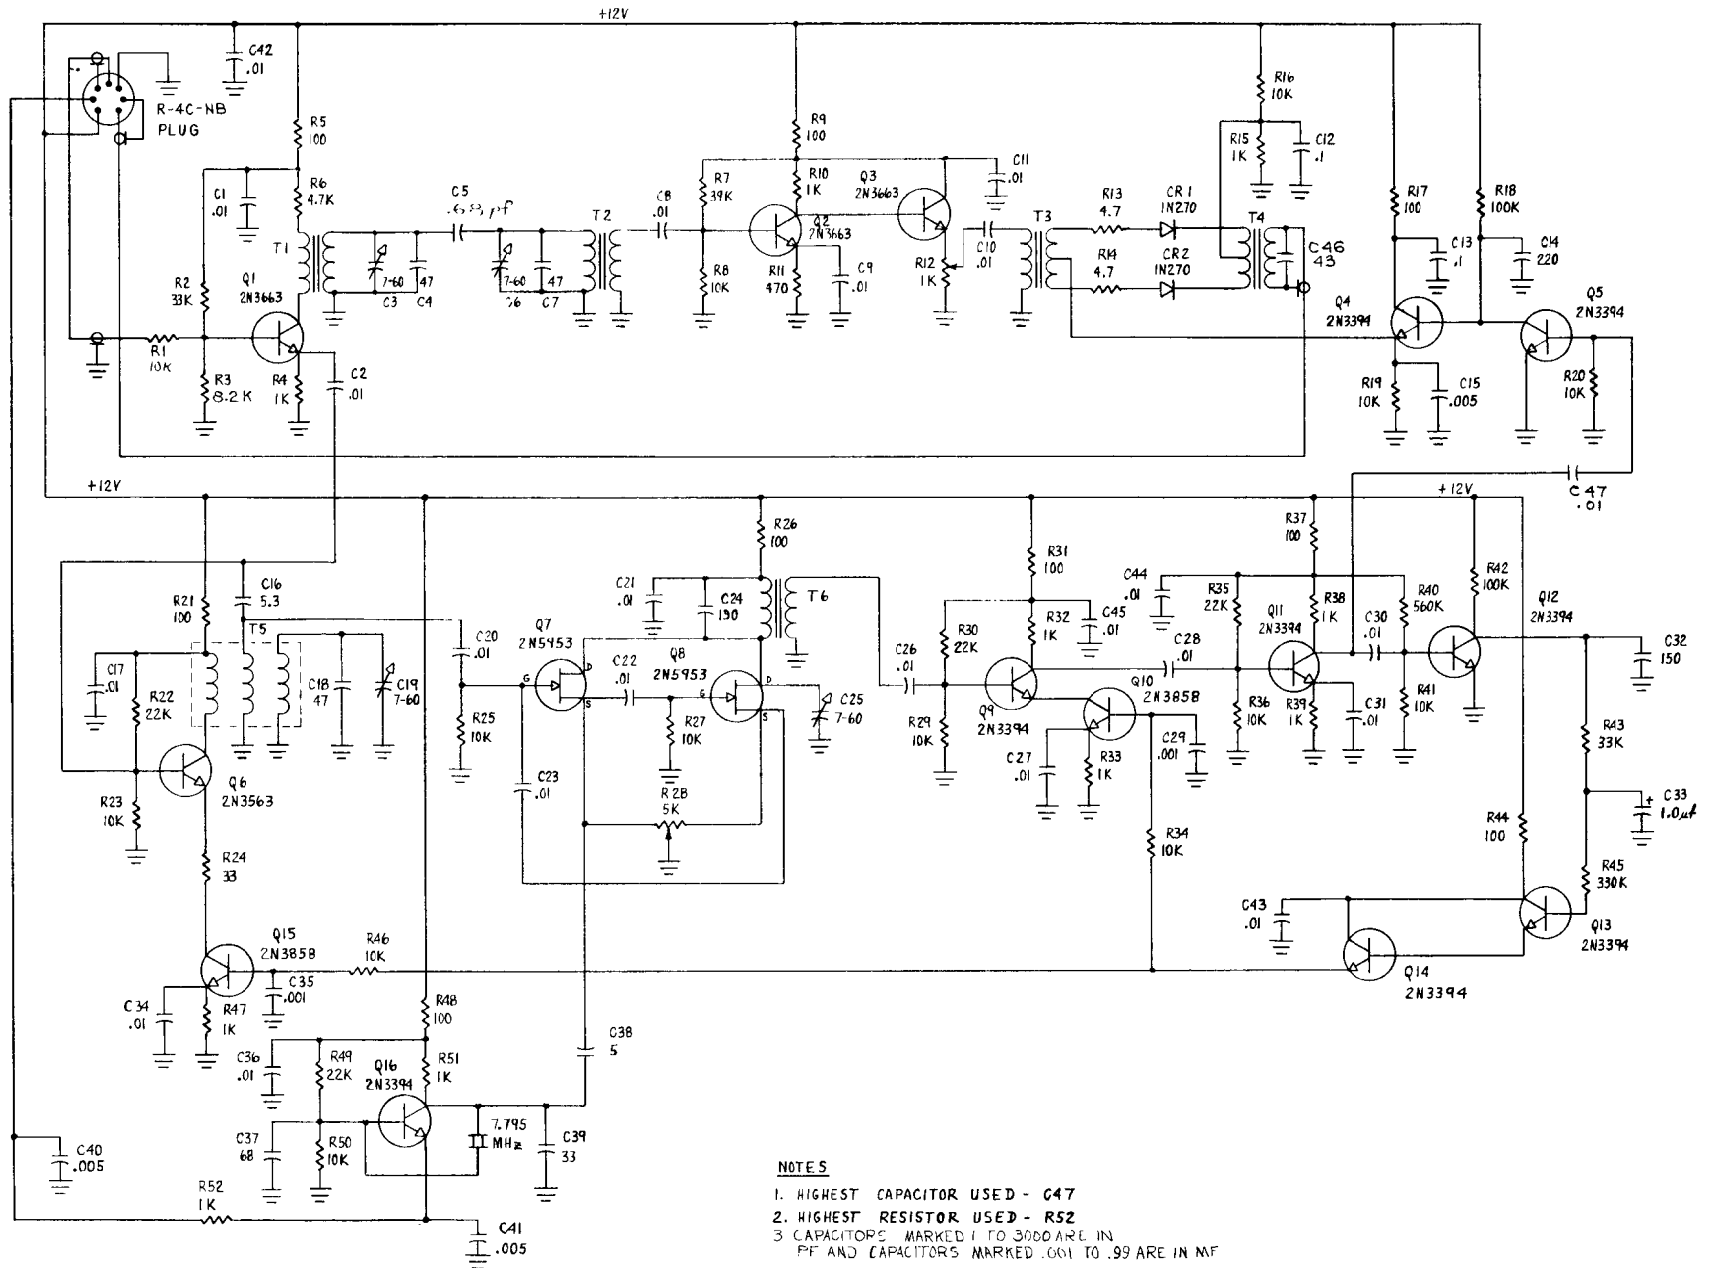 +12V
C42
.01
R-4C-NB
PLUG
R5
100
R6
4.7K
C1
.01
T1
R2
33K
Q1
2N3663
R1
10K
R3
8.2K
R4
1K
C2
.01
7-60
C3
47
C4
C5
.68 pf
7-60
C6
47
C7
T2
C8
.01
R7
39K
R8
10K
R9
100
R10
1K
Q2
2N3663
R11
470
C9
.01
Q3
2N3663
R12
1K
C11
.01
C10
.01
T3
R13
4.7
R14
4.7
CR1
1N270
CR2
1N270
R16
10K
R15
1K
C12
.1
T4
C46
43
R17
100
R18
100K
C13
.1
C14
220
Q4
2N3394
Q5
2N3394
R19
10K
C15
.005
R20
10K
C47
.01
+12V
+12V
R21
100
C16
5.3
T5
C17
.01
R22
22K
C18
47
C19
7-60
Q6
2N3563
R23
10K
R24
33
C20
.01
Q7
2N5953
G
D
S
R25
10K
C21
.01
C24
190
R26
100
T6
C22
.01
Q8
2N5953
G
D
S
R27
10K
C25
7-60
C23
.01
R28
5K
C26
.01
R30
22K
R29
10K
R31
100
R32
1K
C45
.01
Q9
2N3394
Q10
2N3858
C27
.01
R33
1K
C29
.001
R34
10K
C28
.01
C44
.01
R35
22K
R36
10K
R37
100
R38
1K
Q11
2N3394
R39
1K
C31
.01
C30
.01
R40
560K
R41
10K
R42
100K
Q12
2N3394
C32
150
R43
33K
+
C33
1.0µf
R44
100
R45
330K
Q13
2N3394
C43
.01
Q14
2N3394
Q15
2N3858
R46
10K
C35
.001
C34
.01
R47
1K
R48
100
C36
.01
R49
22K
Q16
2N3394
R51
1K
C38
5
C37
68
R50
10K
7.795
MHz
C39
33
C40
.005
R52
1K
C41
.005
NOTES
1. HIGHEST CAPACITOR USED - C47
2. HIGHEST RESISTOR USED - R52
3 CAPACITORS MARKED 1 TO 3000 ARE IN
PF AND CAPACITORS MARKED .001 TO .99 ARE IN MF